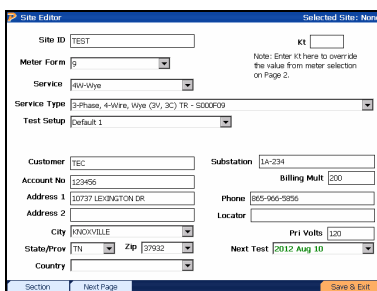 Site Editor Selected Site: None
Site ID TEST Kt
Meter Form 9
Note: Enter Kt here to override
the value from meter selection
on Page 2.
Service 4W-Wye
Service Type 3-Phase, 4-Wire, Wye (3V, 3C) TR - S000F09
Test Setup Default 1
Customer TEC Substation 1A-234
Account No 123456 Billing Mult 200
Address 1 10737 LEXINGTON DR Phone 865-966-5856
Address 2 Locator
City KNOXVILLE Pri Volts 120
State/Prov TN Zip 37932 Next Test 2012 Aug 10
Country
Section Next Page Save & Exit